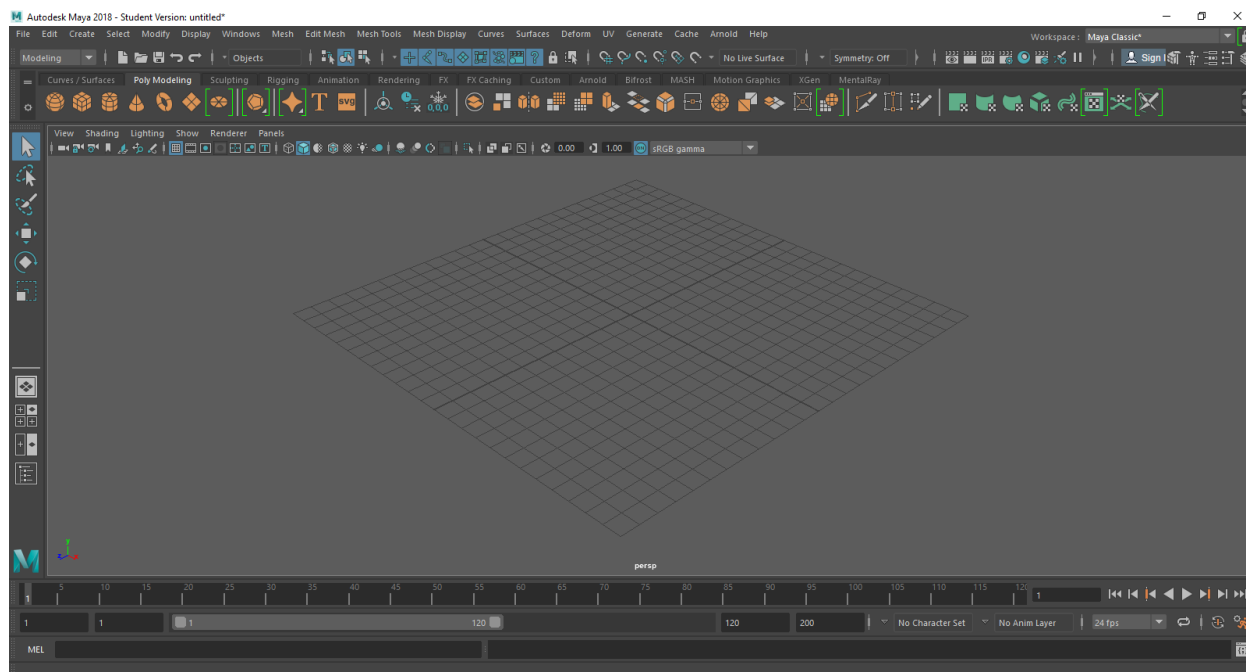 Autodesk Maya 2018 - Student Version: untitled*
File Edit Create Select Modify Display Windows Mesh Edit Mesh Mesh Tools Mesh Display Curves Surfaces Deform UV Generate Cache Arnold Help Workspace : Maya Classic*
Modeling Objects No Live Surface Symmetry: Off IPR Sign I
Curves / Surfaces Poly Modeling Sculpting Rigging Animation Rendering FX FX Caching Custom Arnold Bifrost MASH Motion Graphics XGen MentalRay
T SVG 0,0,0
View Shading Lighting Show Renderer Panels
0.00 1.00 sRGB gamma
persp
5 10 15 20 25 30 35 40 45 50 55 60 65 70 75 80 85 90 95 100 105 110 115 120
1 1
1 1 1 120 120 200 No Character Set No Anim Layer 24 fps
MEL